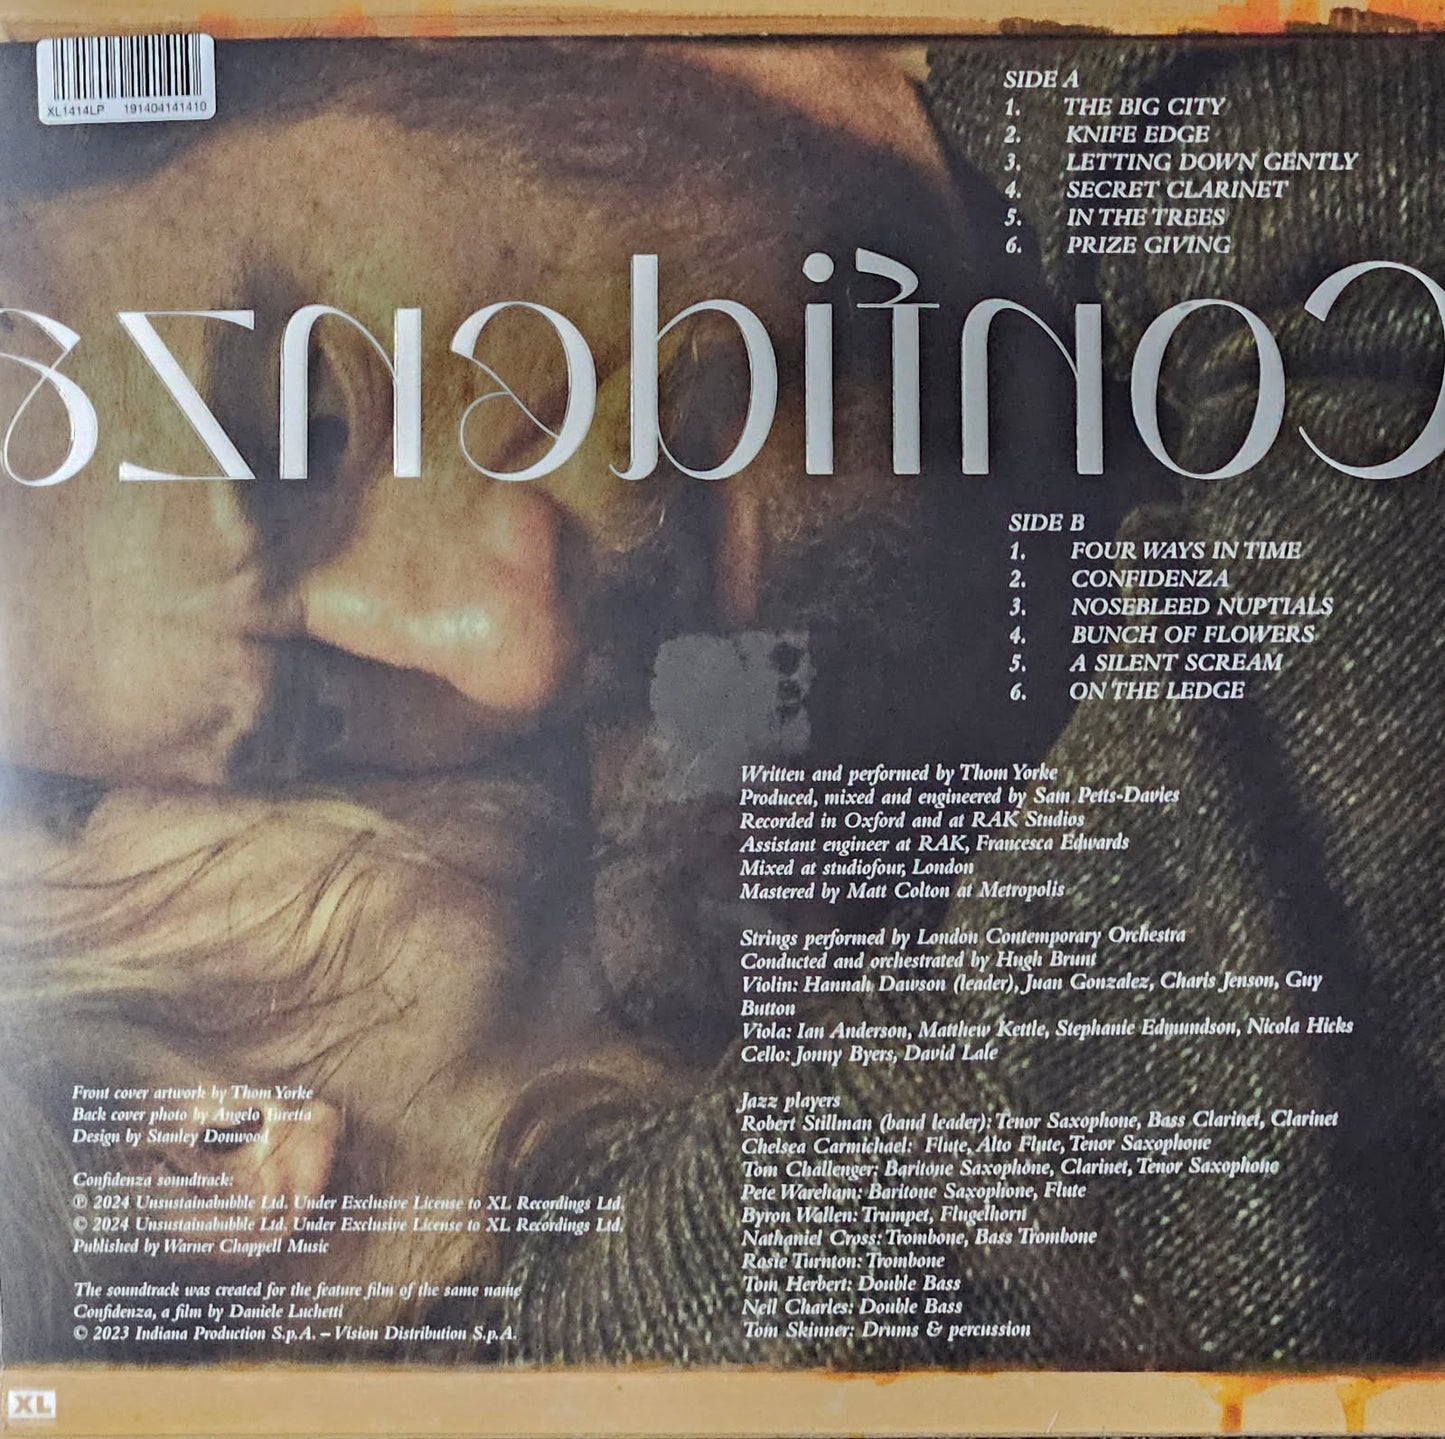 XL1414LP 191404141410
SIDE A
1. THE BIG CITY
2. KNIFE EDGE
3. LETTING DOWN GENTLY
4. SECRET CLARINET
5. IN THE TREES
6. PRIZE GIVING
Confidenza
SIDE B
1. FOUR WAYS IN TIME
2. CONFIDENZA
3. NOSEBLEED NUPTIALS
4. BUNCH OF FLOWERS
5. A SILENT SCREAM
6. ON THE LEDGE
Written and performed by Thom Yorke
Produced, mixed and engineered by Sam Petts-Davies
Recorded in Oxford and at RAK Studios
Assistant engineer at RAK, Francesca Edwards
Mixed at studiofour, London
Mastered by Matt Colton at Metropolis
Strings performed by London Contemporary Orchestra
Conducted and orchestrated by Hugh Brunt
Violin: Hannah Dawson (leader), Juan Gonzalez, Charis Jenson, Guy
Button
Viola: Ian Anderson, Matthew Kettle, Stephanie Edmundson, Nicola Hicks
Cello: Jonny Byers, David Lale
Jazz players
Robert Stillman (band leader): Tenor Saxophone, Bass Clarinet, Clarinet
Chelsea Carmichael: Flute, Alto Flute, Tenor Saxophone
Tom Challenger: Baritone Saxophone, Clarinet, Tenor Saxophone
Pete Wareham: Baritone Saxophone, Flute
Byron Wallen: Trumpet, Flugelhorn
Nathaniel Cross: Trombone, Bass Trombone
Rosie Turnton: Trombone
Tom Herbert: Double Bass
Neil Charles: Double Bass
Tom Skinner: Drums & percussion
Front cover artwork by Thom Yorke
Back cover photo by Angelo Turetta
Design by Stanley Donwood
Confidenza soundtrack:
℗ 2024 Unsustainabubble Ltd. Under Exclusive License to XL Recordings Ltd.
© 2024 Unsustainabubble Ltd. Under Exclusive License to XL Recordings Ltd.
Published by Warner Chappell Music
The soundtrack was created for the feature film of the same name
Confidenza, a film by Daniele Luchetti
© 2023 Indiana Production S.p.A. – Vision Distribution S.p.A.
XL